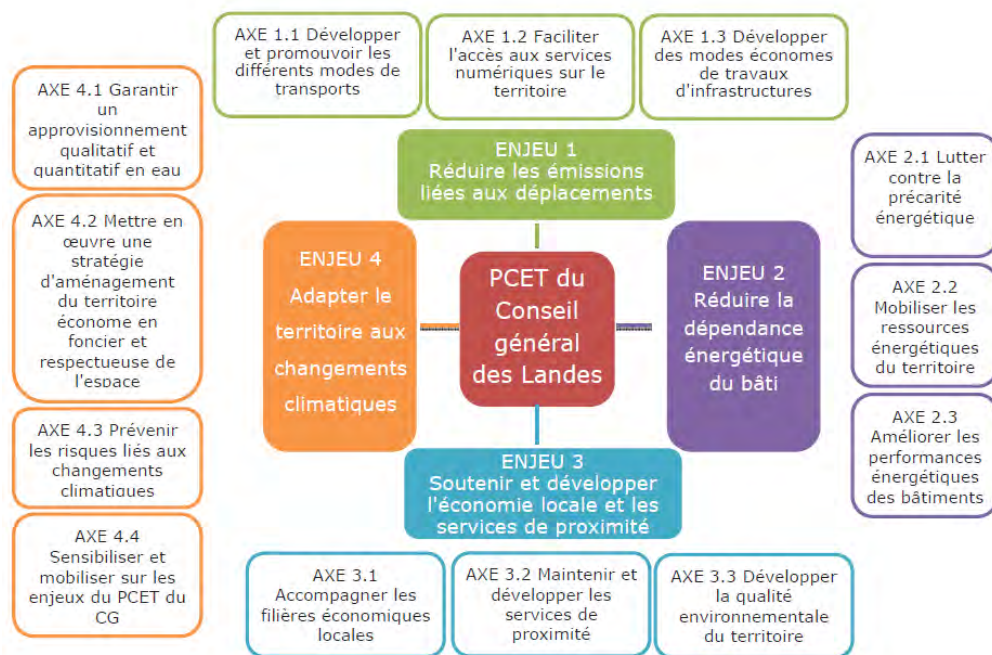 AXE 1.1 Développer
et promouvoir les
différents modes de
transports
AXE 1.2 Faciliter
l'accès aux services
numériques sur le
territoire
AXE 1.3 Développer
des modes économes
de travaux
d'infrastructures
ENJEU 1
Réduire les émissions
liées aux déplacements
AXE 4.1 Garantir
un
approvisionnement
qualitatif et
quantitatif en eau
AXE 4.2 Mettre en
œuvre une
stratégie
d'aménagement
du territoire
économe en
foncier et
respectueuse de
l'espace
AXE 4.3 Prévenir
les risques liés aux
changements
climatiques
AXE 4.4
Sensibiliser et
mobiliser sur les
enjeux du PCET du
CG
ENJEU 4
Adapter le
territoire aux
changements
climatiques
PCET du
Conseil
général
des Landes
ENJEU 2
Réduire la
dépendance
énergétique
du bâti
AXE 2.1 Lutter
contre la
précarité
énergétique
AXE 2.2
Mobiliser les
ressources
énergétiques
du territoire
AXE 2.3
Améliorer les
performances
énergétiques
des bâtiments
ENJEU 3
Soutenir et développer
l'économie locale et les
services de proximité
AXE 3.1
Accompagner les
filières économiques
locales
AXE 3.2 Maintenir et
développer les
services de
proximité
AXE 3.3 Développer
la qualité
environnementale
du territoire